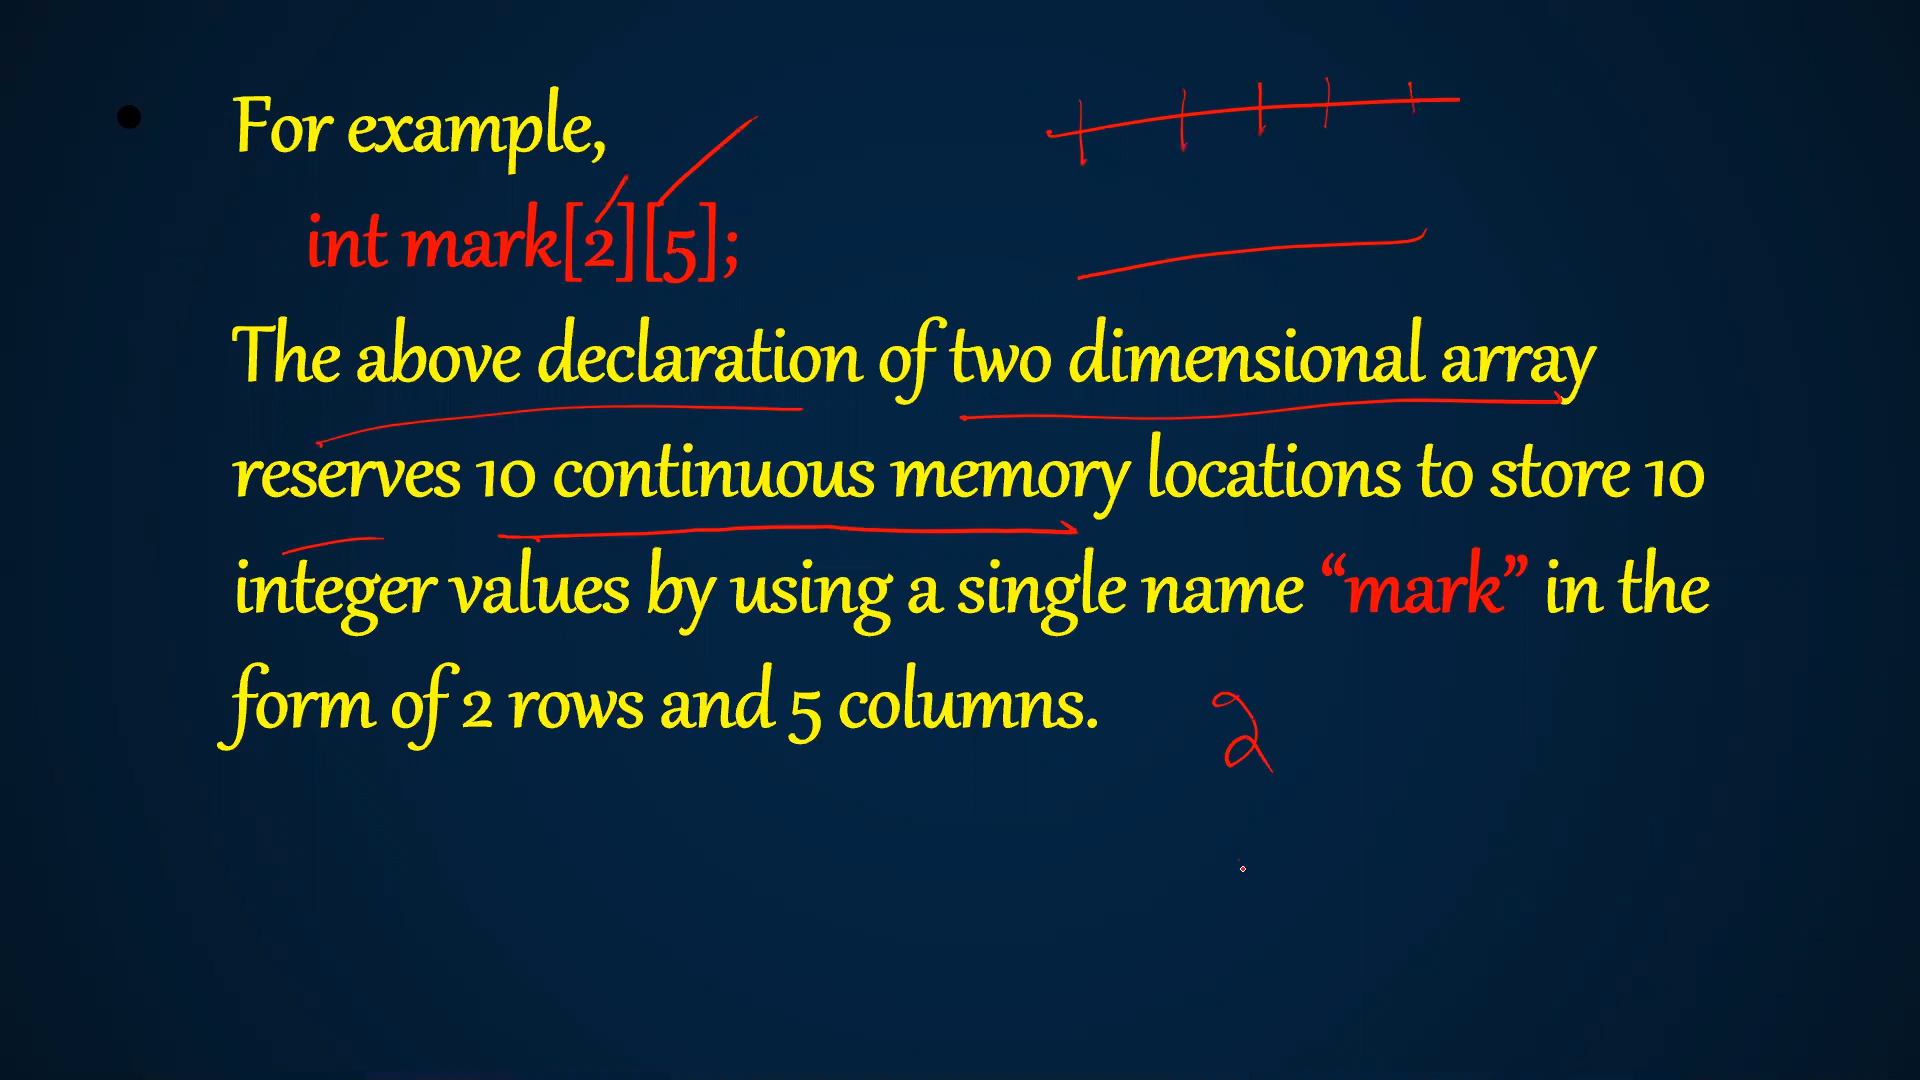 For example,
int mark[2][5];
The above declaration of two dimensional array
reserves 10 continuous memory locations to store 10
integer values by using a single name “mark” in the
form of 2 rows and 5 columns.
2